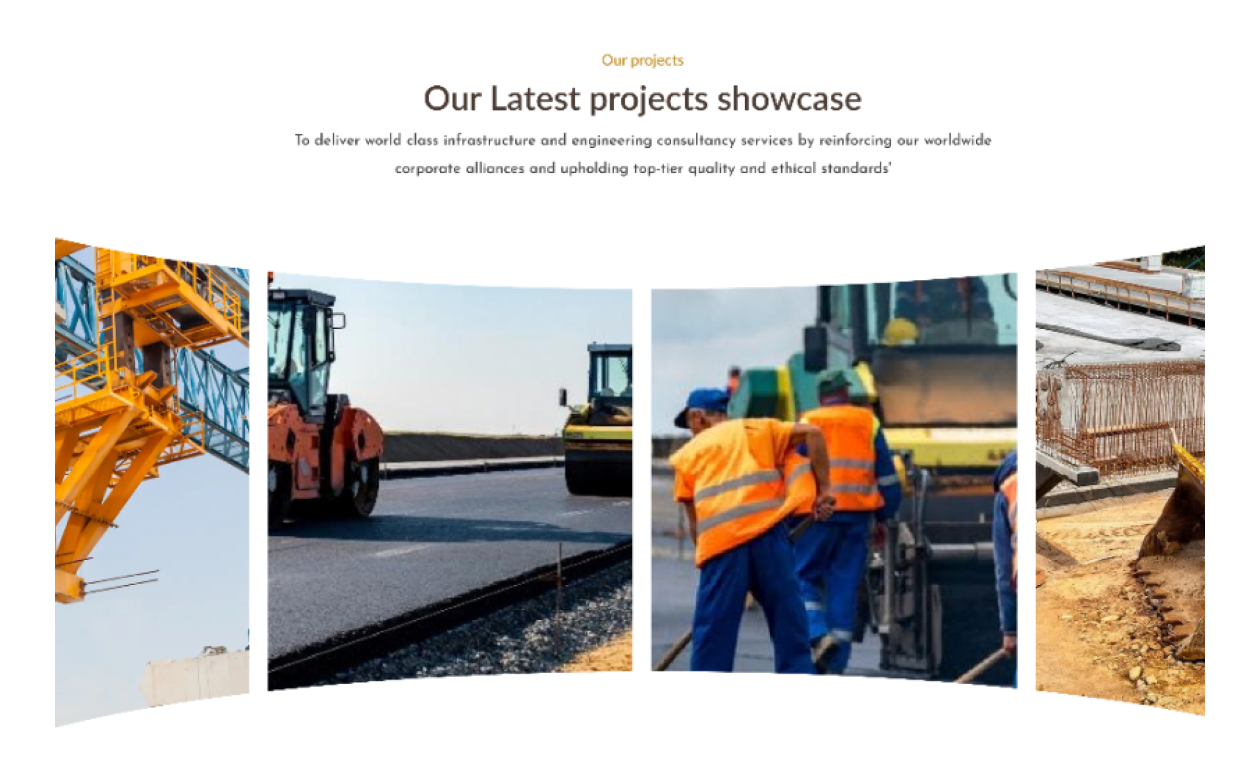 Our projects
Our Latest projects showcase
To deliver world class infrastructure and engineering consultancy services by reinforcing our worldwide
corporate alliances and upholding top-tier quality and ethical standards'